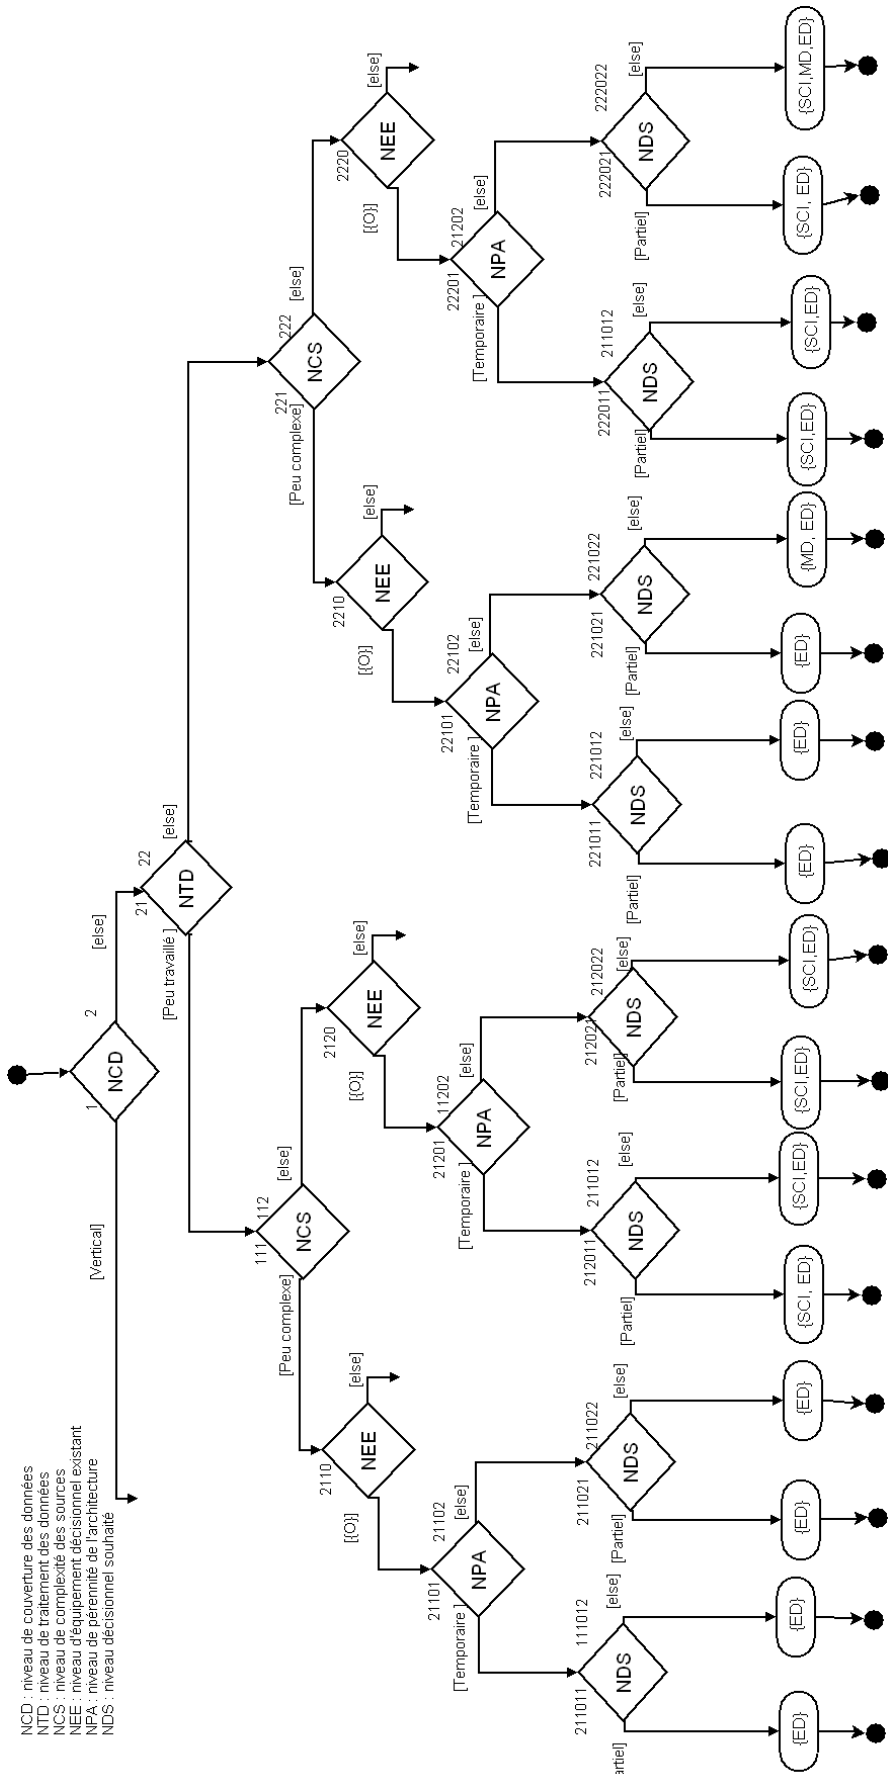 NCD : niveau de couverture des données
NTD : niveau de traitement des données
NCS : niveau de complexité des sources
NEE : niveau d'équipement décisionnel existant
NPA : niveau de pérennité de l'architecture
NDS : niveau décisionnel souhaité
1
2
NCD
[Vertical]
[else]
21
22
NTD
[Peu travaillé ]
[else]
111
112
NCS
[Peu complexe]
[else]
221
222
NCS
[Peu complexe]
[else]
2110
NEE
[{O}]
[else]
2120
NEE
[{O}]
[else]
2210
NEE
[{O}]
[else]
2220
NEE
[{O}]
[else]
21101
21102
NPA
[Temporaire ]
[else]
21201
11202
NPA
[Temporaire ]
[else]
22101
22102
NPA
[Temporaire ]
[else]
22201
21202
NPA
[Temporaire ]
[else]
211011
111012
NDS
artiel]
[else]
211021
211022
NDS
[Partiel]
[else]
212011
211012
NDS
[Partiel]
[else]
212021
212022
NDS
[Partiel]
[else]
221011
221012
NDS
[Partiel]
[else]
221021
221022
NDS
[Partiel]
[else]
222011
211012
NDS
[Partiel]
[else]
222021
222022
NDS
[Partiel]
[else]
{ED}
{ED}
{ED}
{ED}
{SCI, ED}
{SCI,ED}
{SCI,ED}
{SCI,ED}
{ED}
{ED}
{ED}
{MD, ED}
{SCI,ED}
{SCI,ED}
{SCI, ED}
{SCI,MD,ED}